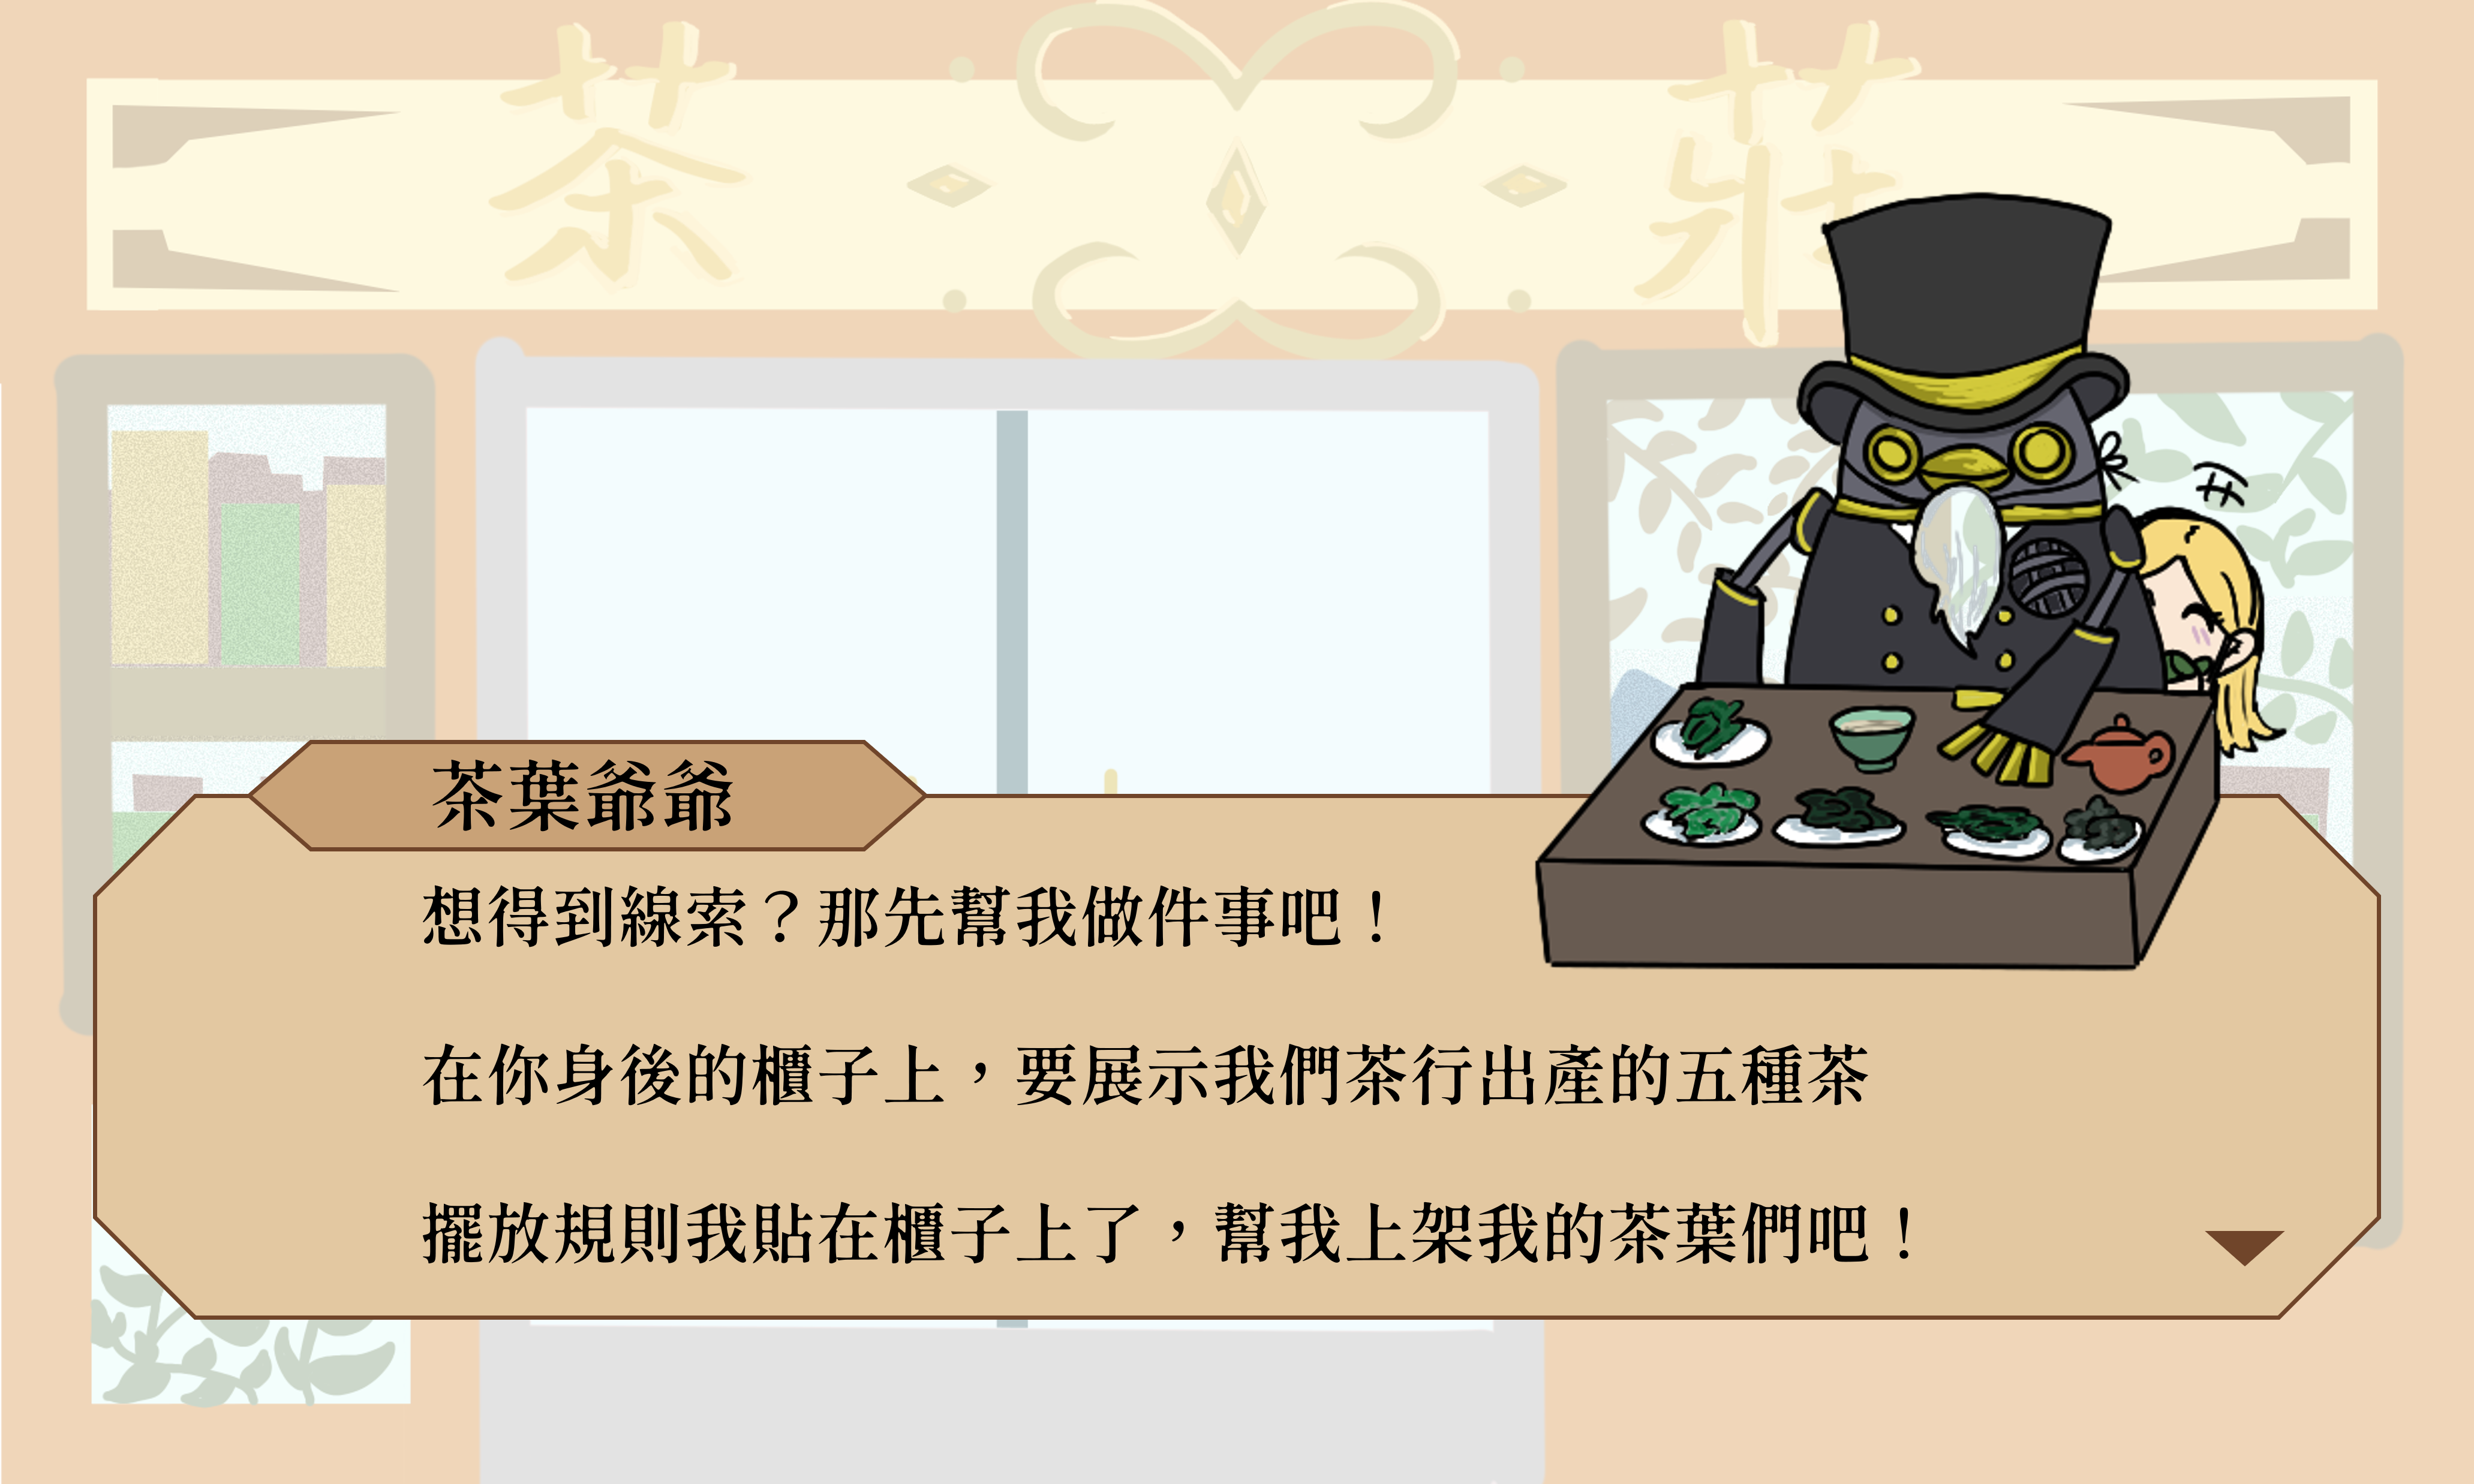 茶 莊
茶葉爺爺
想得到線索？那先幫我做件事吧！
在你身後的櫃子上，要展示我們茶行出產的五種茶
擺放規則我貼在櫃子上了，幫我上架我的茶葉們吧！